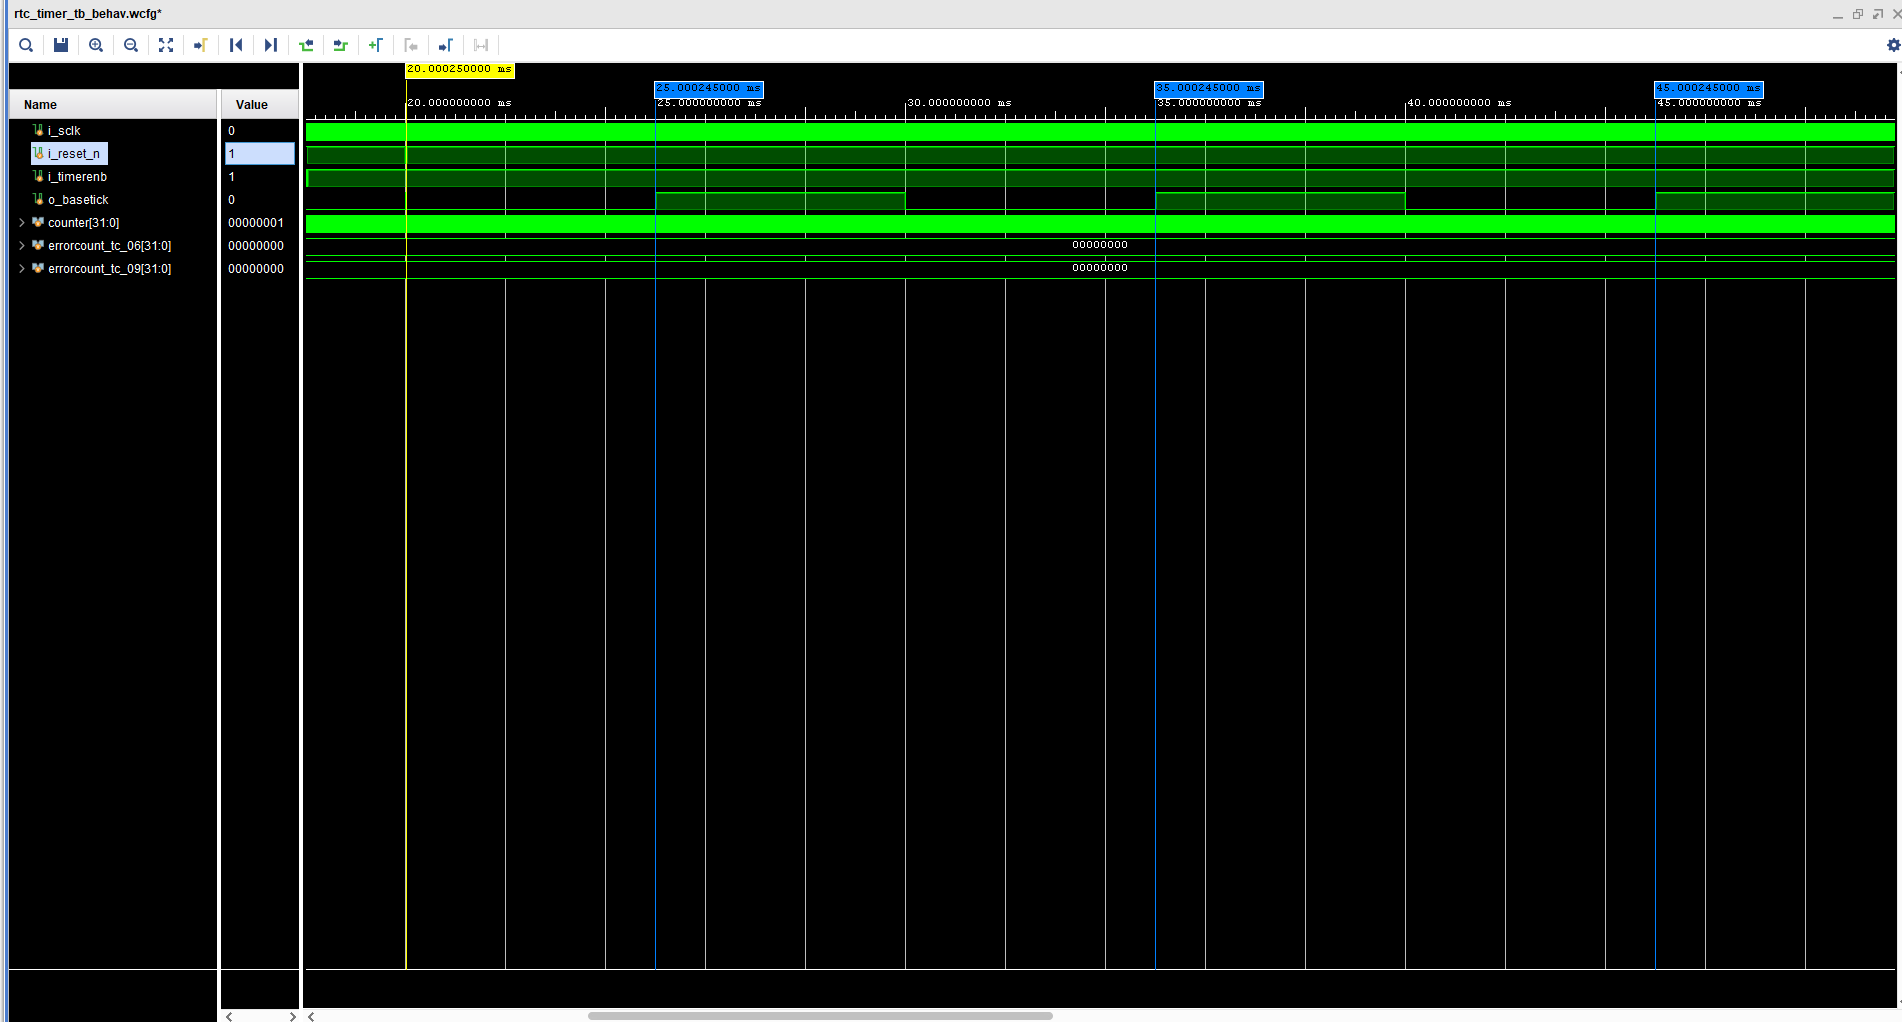 rtc_timer_tb_behav.wcfg*
20.000250000 ms
25.000245000 ms 35.000245000 ms 45.000245000 ms
Name Value 20.000000000 ms 25.000000000 ms 30.000000000 ms 35.000000000 ms 40.000000000 ms 45.000000000 ms
i_sclk 0
i_reset_n 1
i_timerenb 1
o_basetick 0
counter[31:0] 00000001
errorcount_tc_06[31:0] 00000000 00000000
errorcount_tc_09[31:0] 00000000 00000000